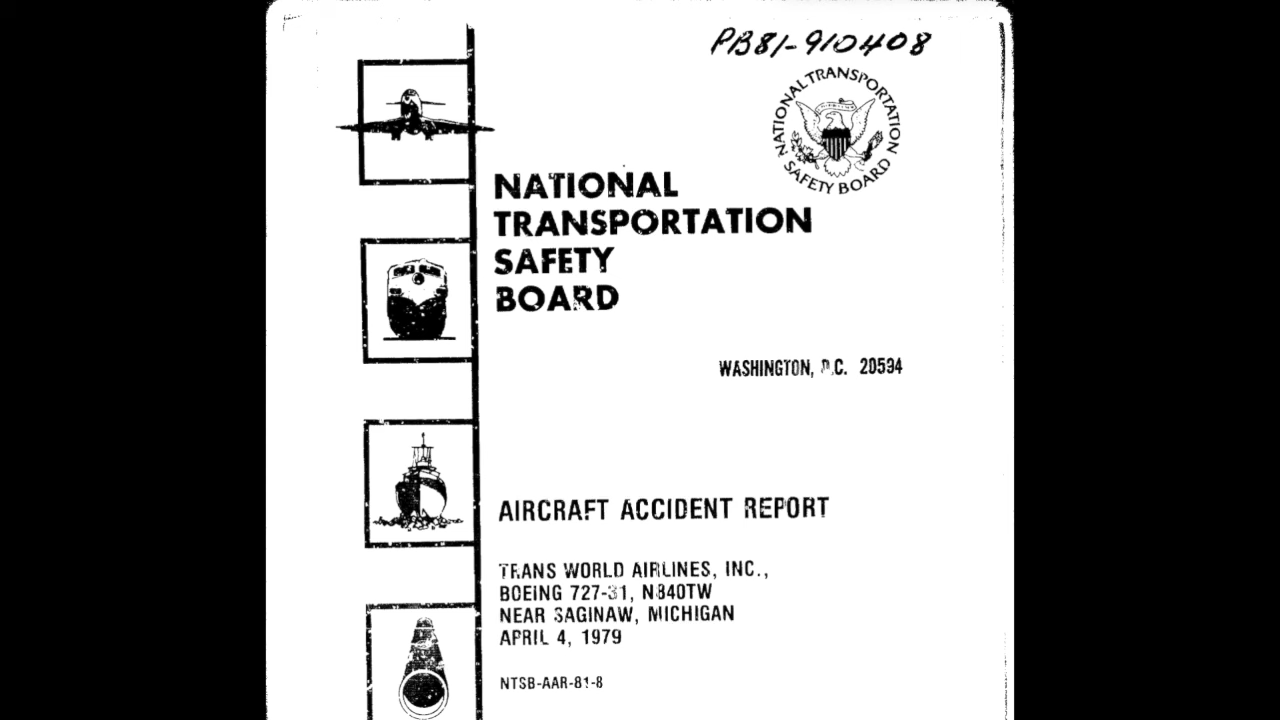 PB81-910408
NATIONAL TRANSPORTATION SAFETY BOARD
NATIONAL
TRANSPORTATION
SAFETY
BOARD
WASHINGTON, D.C. 20594
AIRCRAFT ACCIDENT REPORT
TRANS WORLD AIRLINES, INC.,
BOEING 727-31, N840TW
NEAR SAGINAW, MICHIGAN
APRIL 4, 1979
NTSB-AAR-81-8